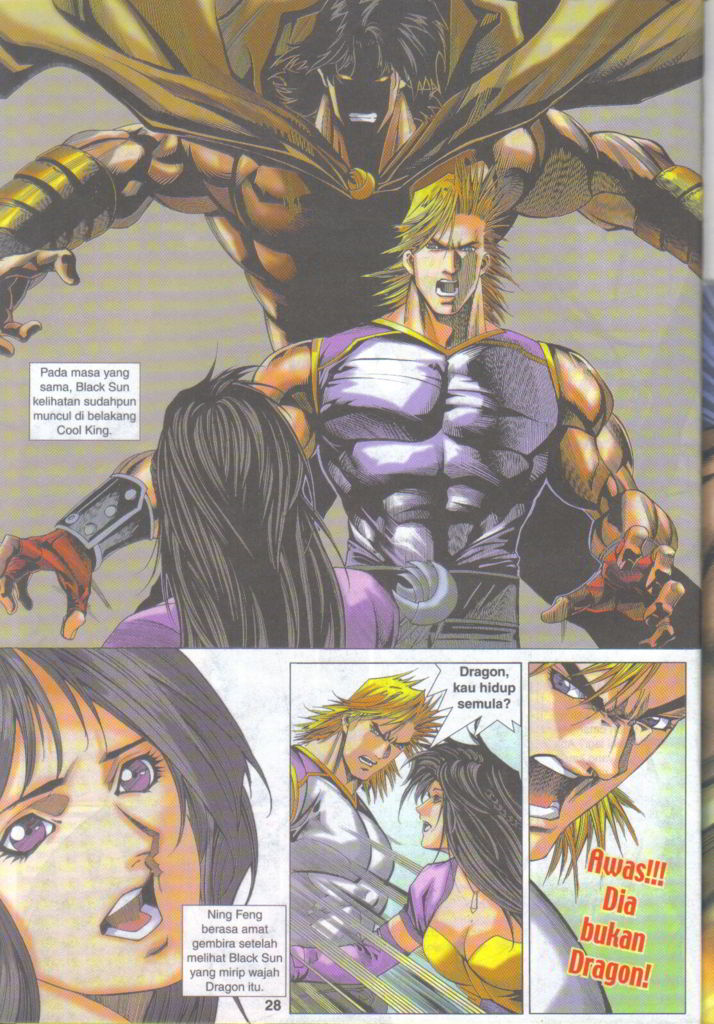 Pada masa yang
sama, Black Sun
kelihatan sudahpun
muncul di belakang
Cool King.
Dragon,
kau hidup
semula?
Awas!!!
Dia
bukan
Dragon!
Ning Feng
berasa amat
gembira setelah
melihat Black Sun
yang mirip wajah
Dragon itu.
28